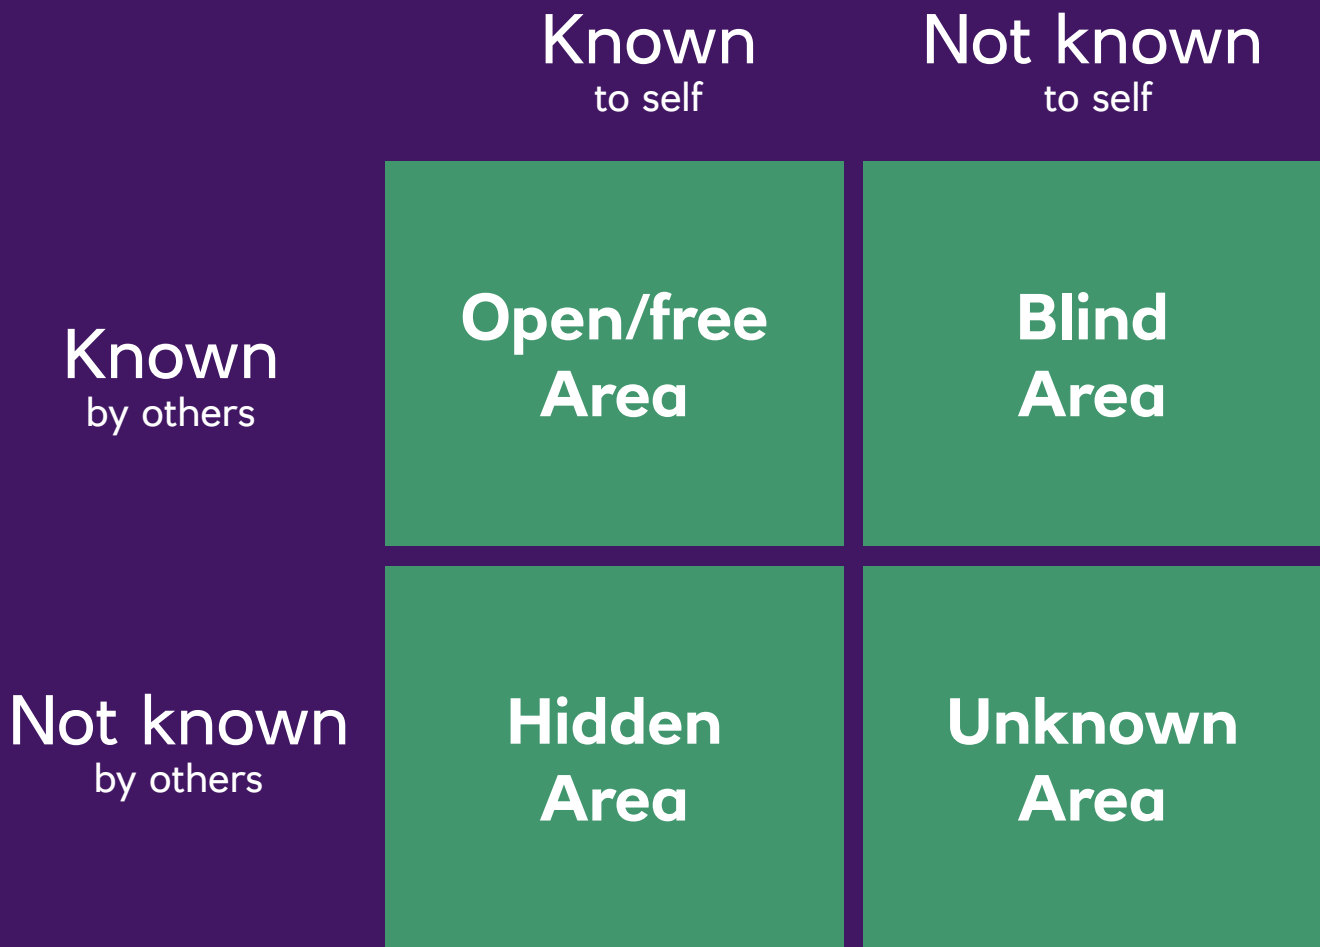 Known
to self
Not known
to self
Known
by others
Open/free
Area
Blind
Area
Not known
by others
Hidden
Area
Unknown
Area